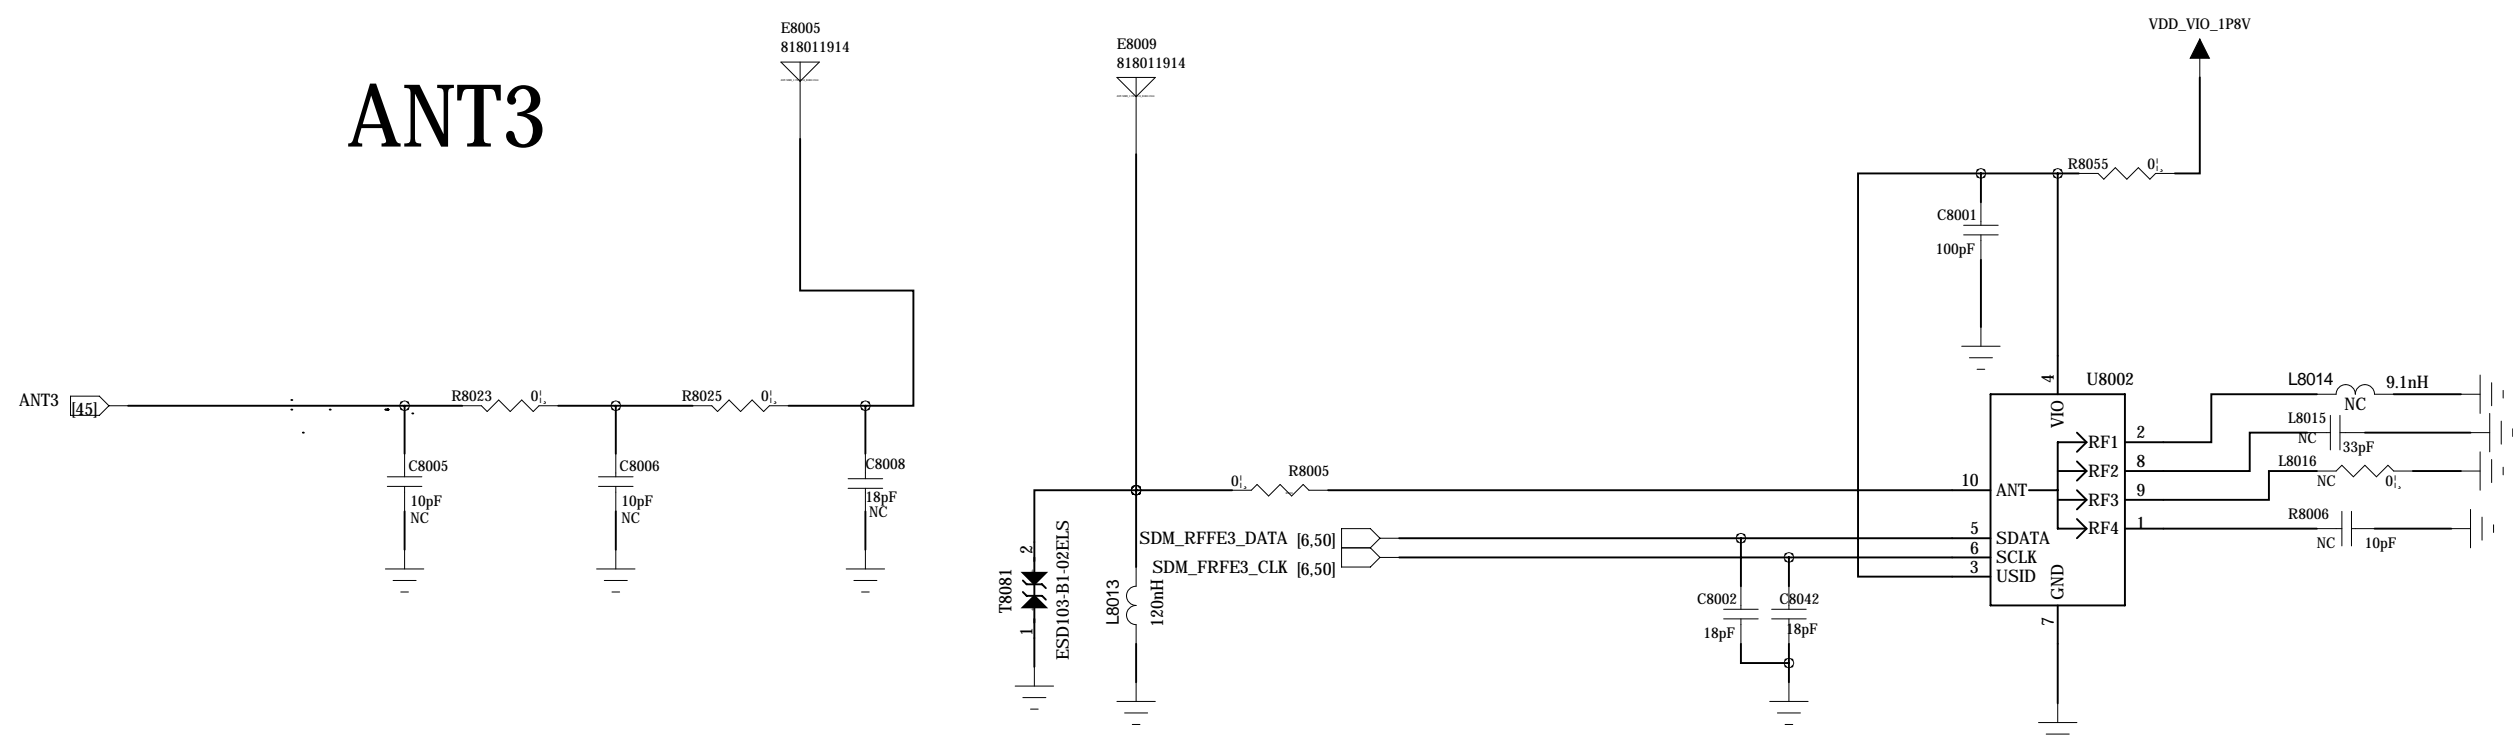 ANT3
E8005
818011914
E8009
818011914
VDD_VIO_1P8V
R8055 0¦¸
C8001
100pF
ANT3 [45]
R8023 0¦¸
R8025 0¦¸
C8005
10pF
NC
C8006
10pF
NC
C8008
18pF
NC
0¦¸ R8005
SDM_RFFE3_DATA [6,50]
SDM_FRFE3_CLK [6,50]
T8081
2
1
ESD103-B1-02ELS
L8013
120nH
C8002
18pF
C8042
18pF
U8002
4
VIO
10 ANT
5 SDATA
6 SCLK
3 USID
GND
7
RF1 2
RF2 8
RF3 9
RF4 1
L8014 9.1nH
NC
L8015
NC 33pF
L8016
NC 0¦¸
R8006
NC 10pF